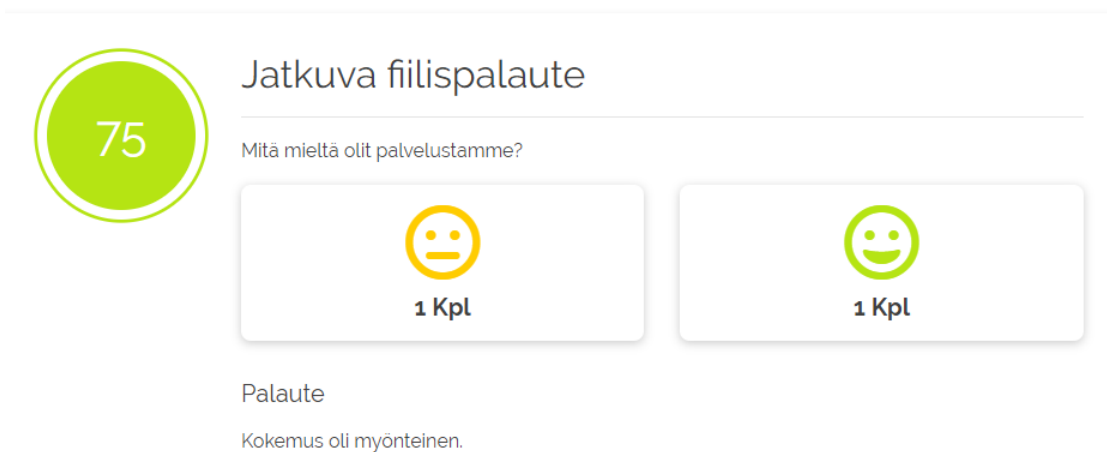 75
Jatkuva fiilispalaute
Mitä mieltä olit palvelustamme?
1 Kpl
1 Kpl
Palaute
Kokemus oli myönteinen.